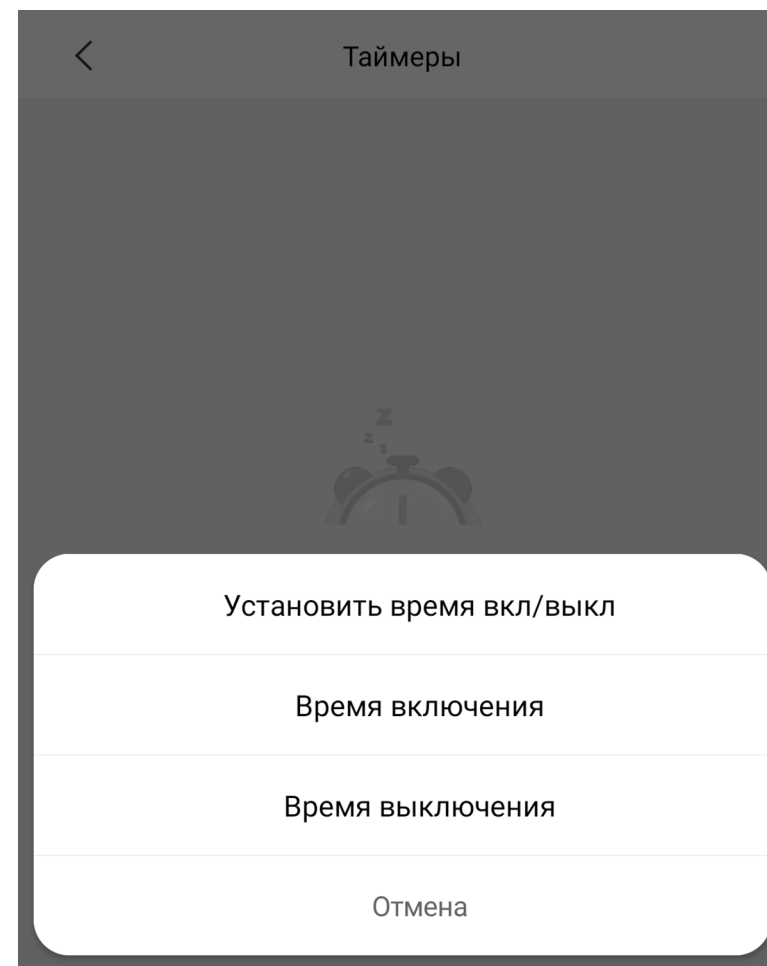 Таймеры
z
z
z
Установить время вкл/выкл
Время включения
Время выключения
Отмена